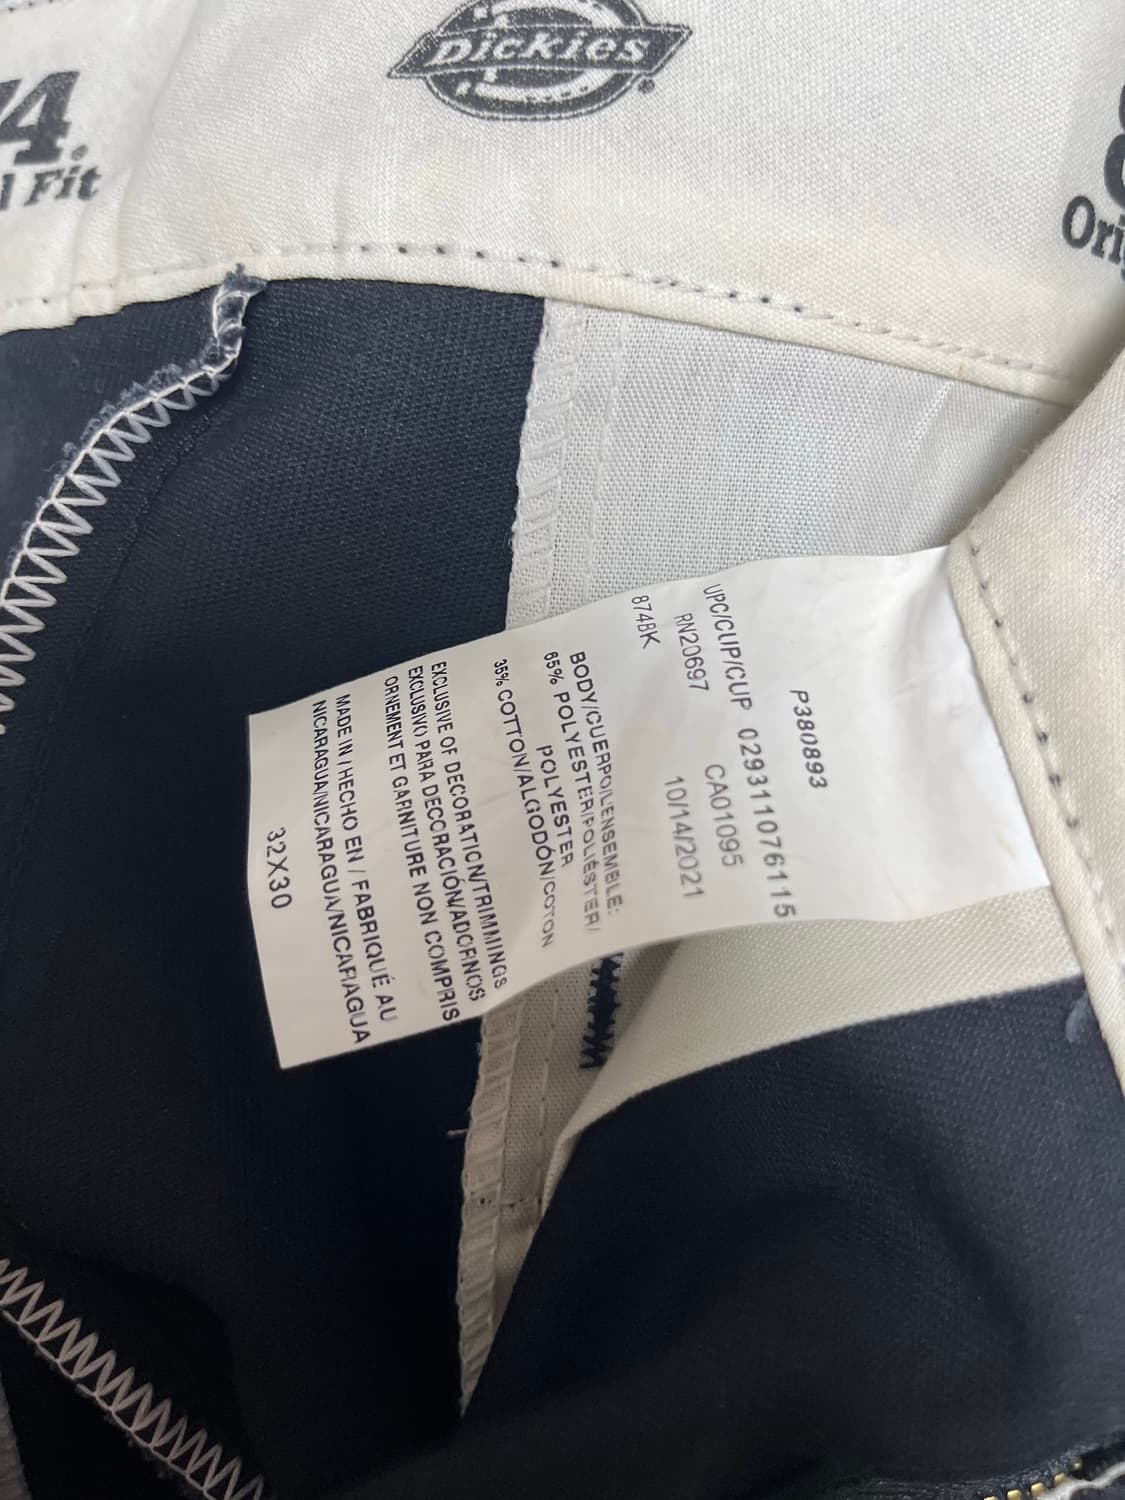 Dickies
74®
l Fit
Ori
P380893
UPC/CUP/CUP 029311076115
RN20697 CA01095
874BK 10/14/2021
BODY/CUERPO/L'ENSEMBLE:
65% POLYESTER/POLIÉSTER/
POLYESTER
35% COTTON/ALGODÓN/COTON
EXCLUSIVE OF DECORATION/TRIMMINGS
EXCLUSIVO PARA DECORACIÓN/ADORNOS
ORNEMENT ET GARNITURE NON COMPRIS
MADE IN / HECHO EN / FABRIQUÉ AU
NICARAGUA/NICARAGUA/NICARAGUA
32X30